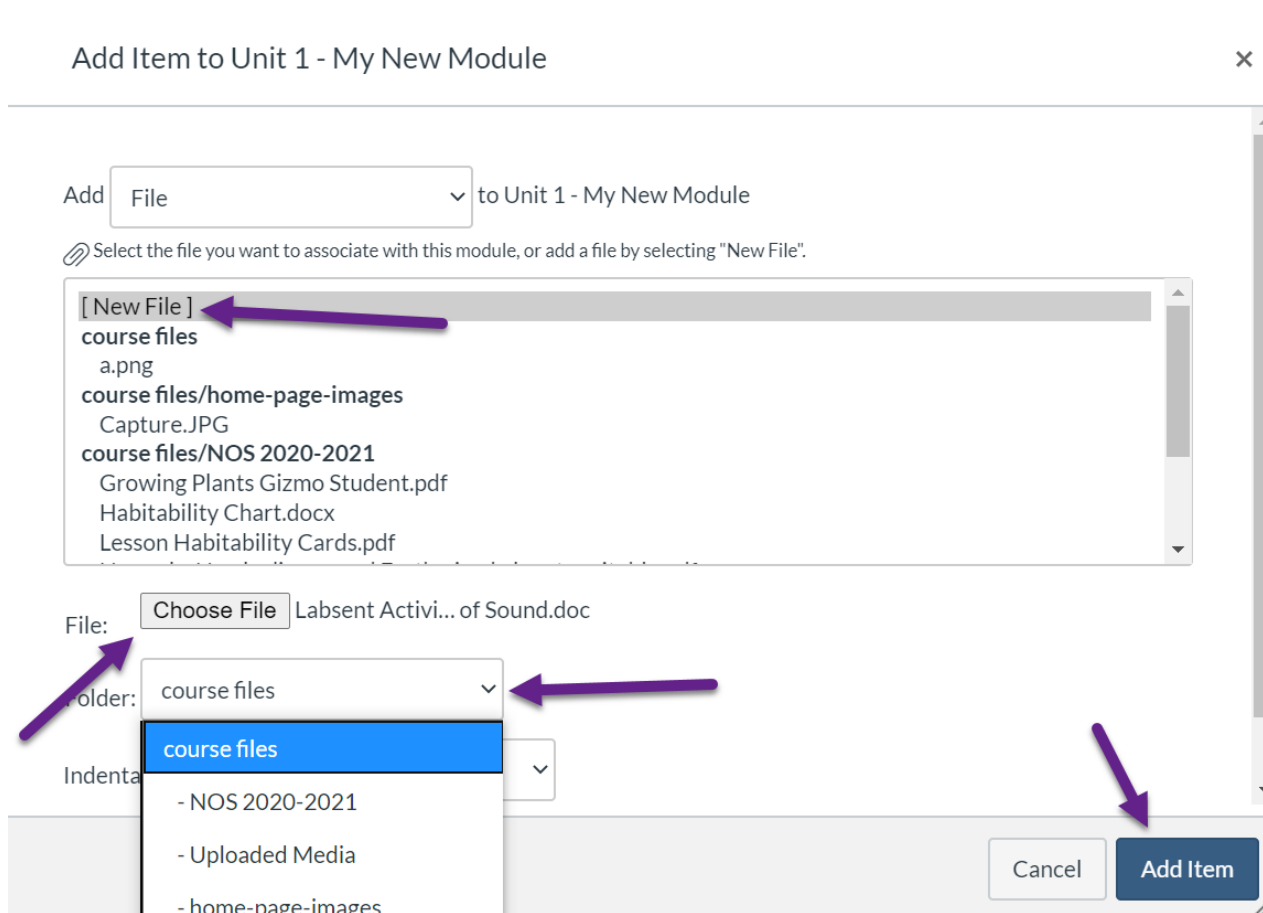 Add Item to Unit 1 - My New Module ×
Add File to Unit 1 - My New Module
Select the file you want to associate with this module, or add a file by selecting "New File".
[ New File ]
course files
a.png
course files/home-page-images
Capture.JPG
course files/NOS 2020-2021
Growing Plants Gizmo Student.pdf
Habitability Chart.docx
Lesson Habitability Cards.pdf
File: Choose File Labsent Activi... of Sound.doc
Folder: course files
course files
Indenta
- NOS 2020-2021
- Uploaded Media
- home-page-images
Cancel Add Item